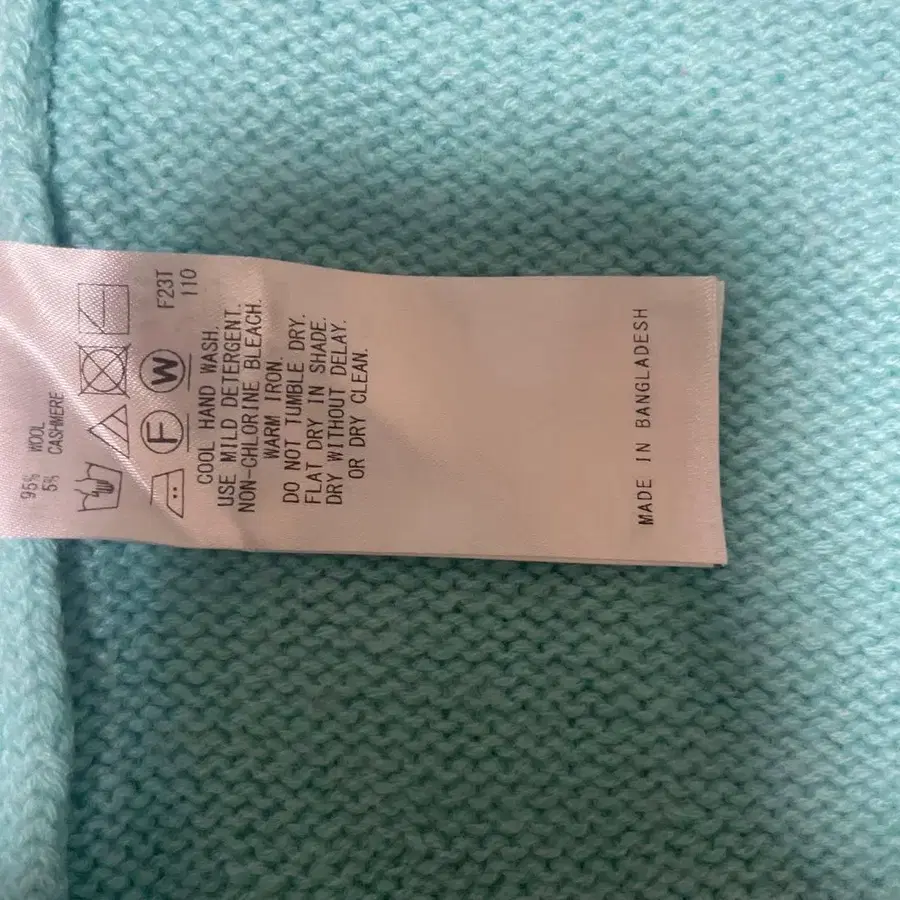 95% WOOL
5% CASHMERE
F
W
F23T
110
COOL HAND WASH.
USE MILD DETERGENT.
NON-CHLORINE BLEACH.
WARM IRON.
DO NOT TUMBLE DRY.
FLAT DRY IN SHADE.
DRY WITHOUT DELAY.
OR DRY CLEAN.
MADE IN BANGLADESH